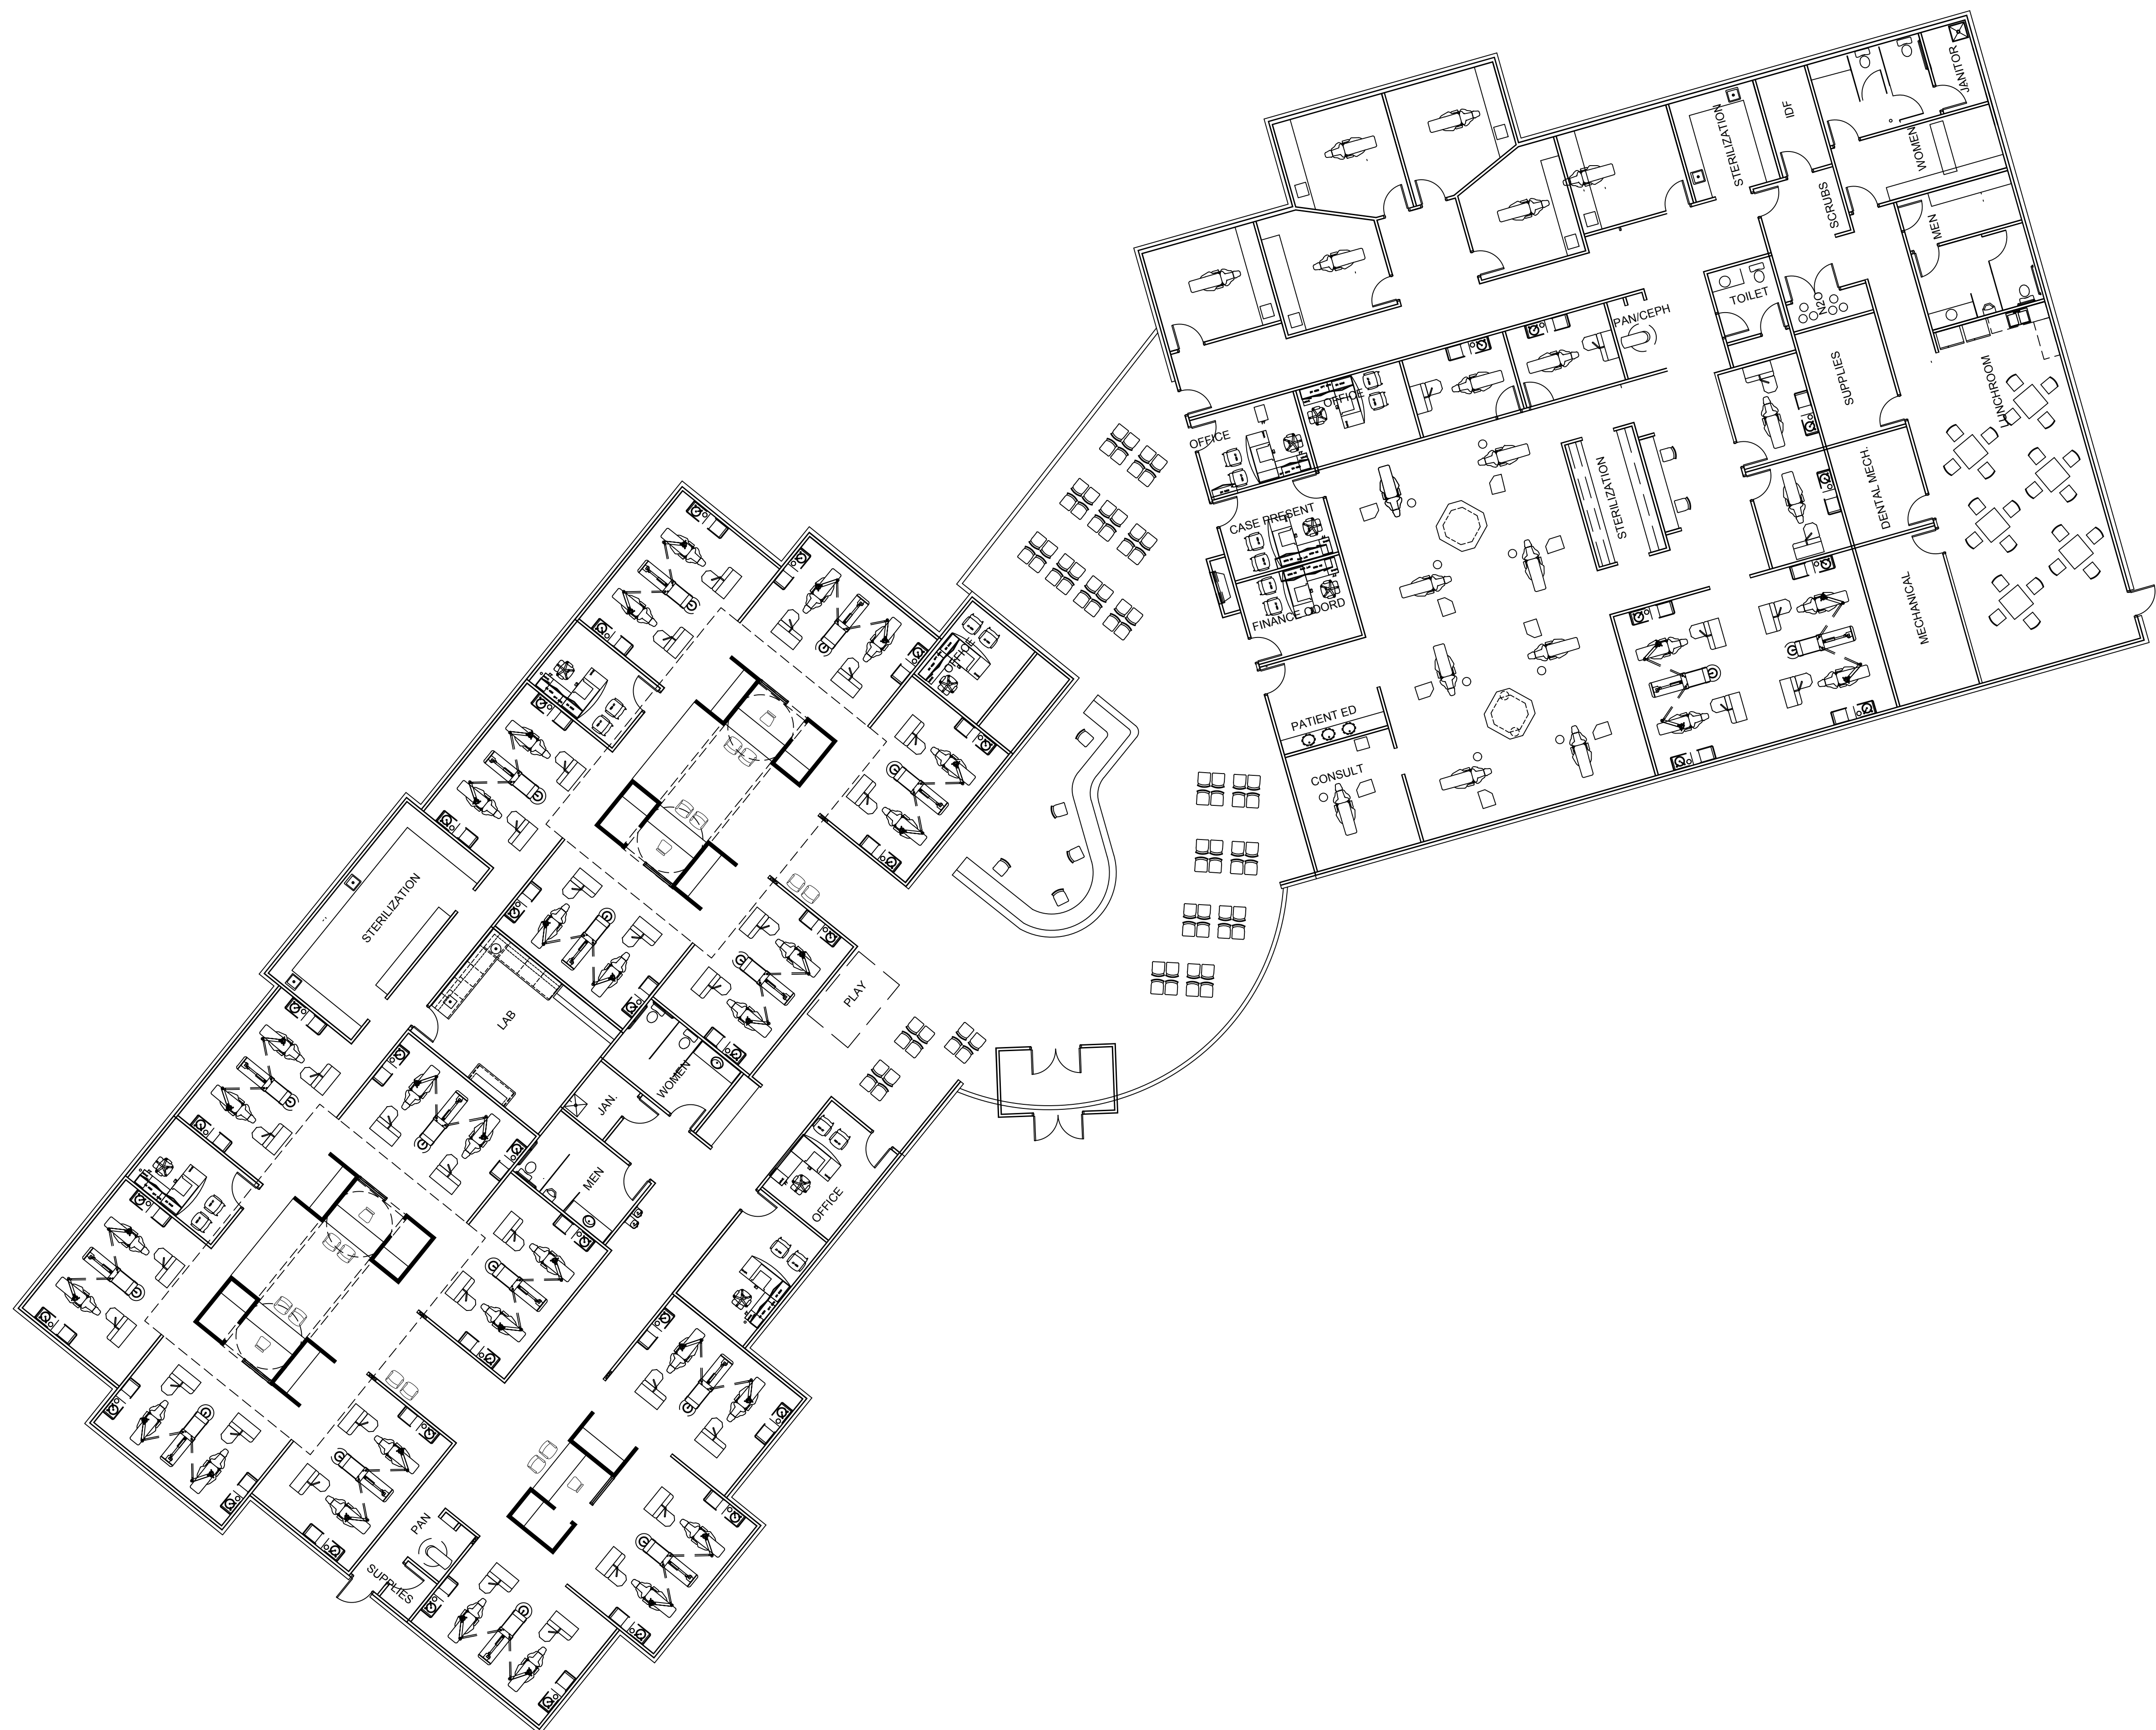 JANITOR
IDF
STERILIZATION
WOMEN
SCRUBS
MEN
TOILET
N2O
PAN/CEPH
SUPPLIES
LUNCHROOM
OFFICE
OFFICE
CASE PRESENT
STERILIZATION
DENTAL MECH.
FINANCE COORD
MECHANICAL
OFFICE
PATIENT ED
CONSULT
STERILIZATION
LAB
PLAY
WOMEN
JAN.
MEN
OFFICE
PAN
SUPPLIES